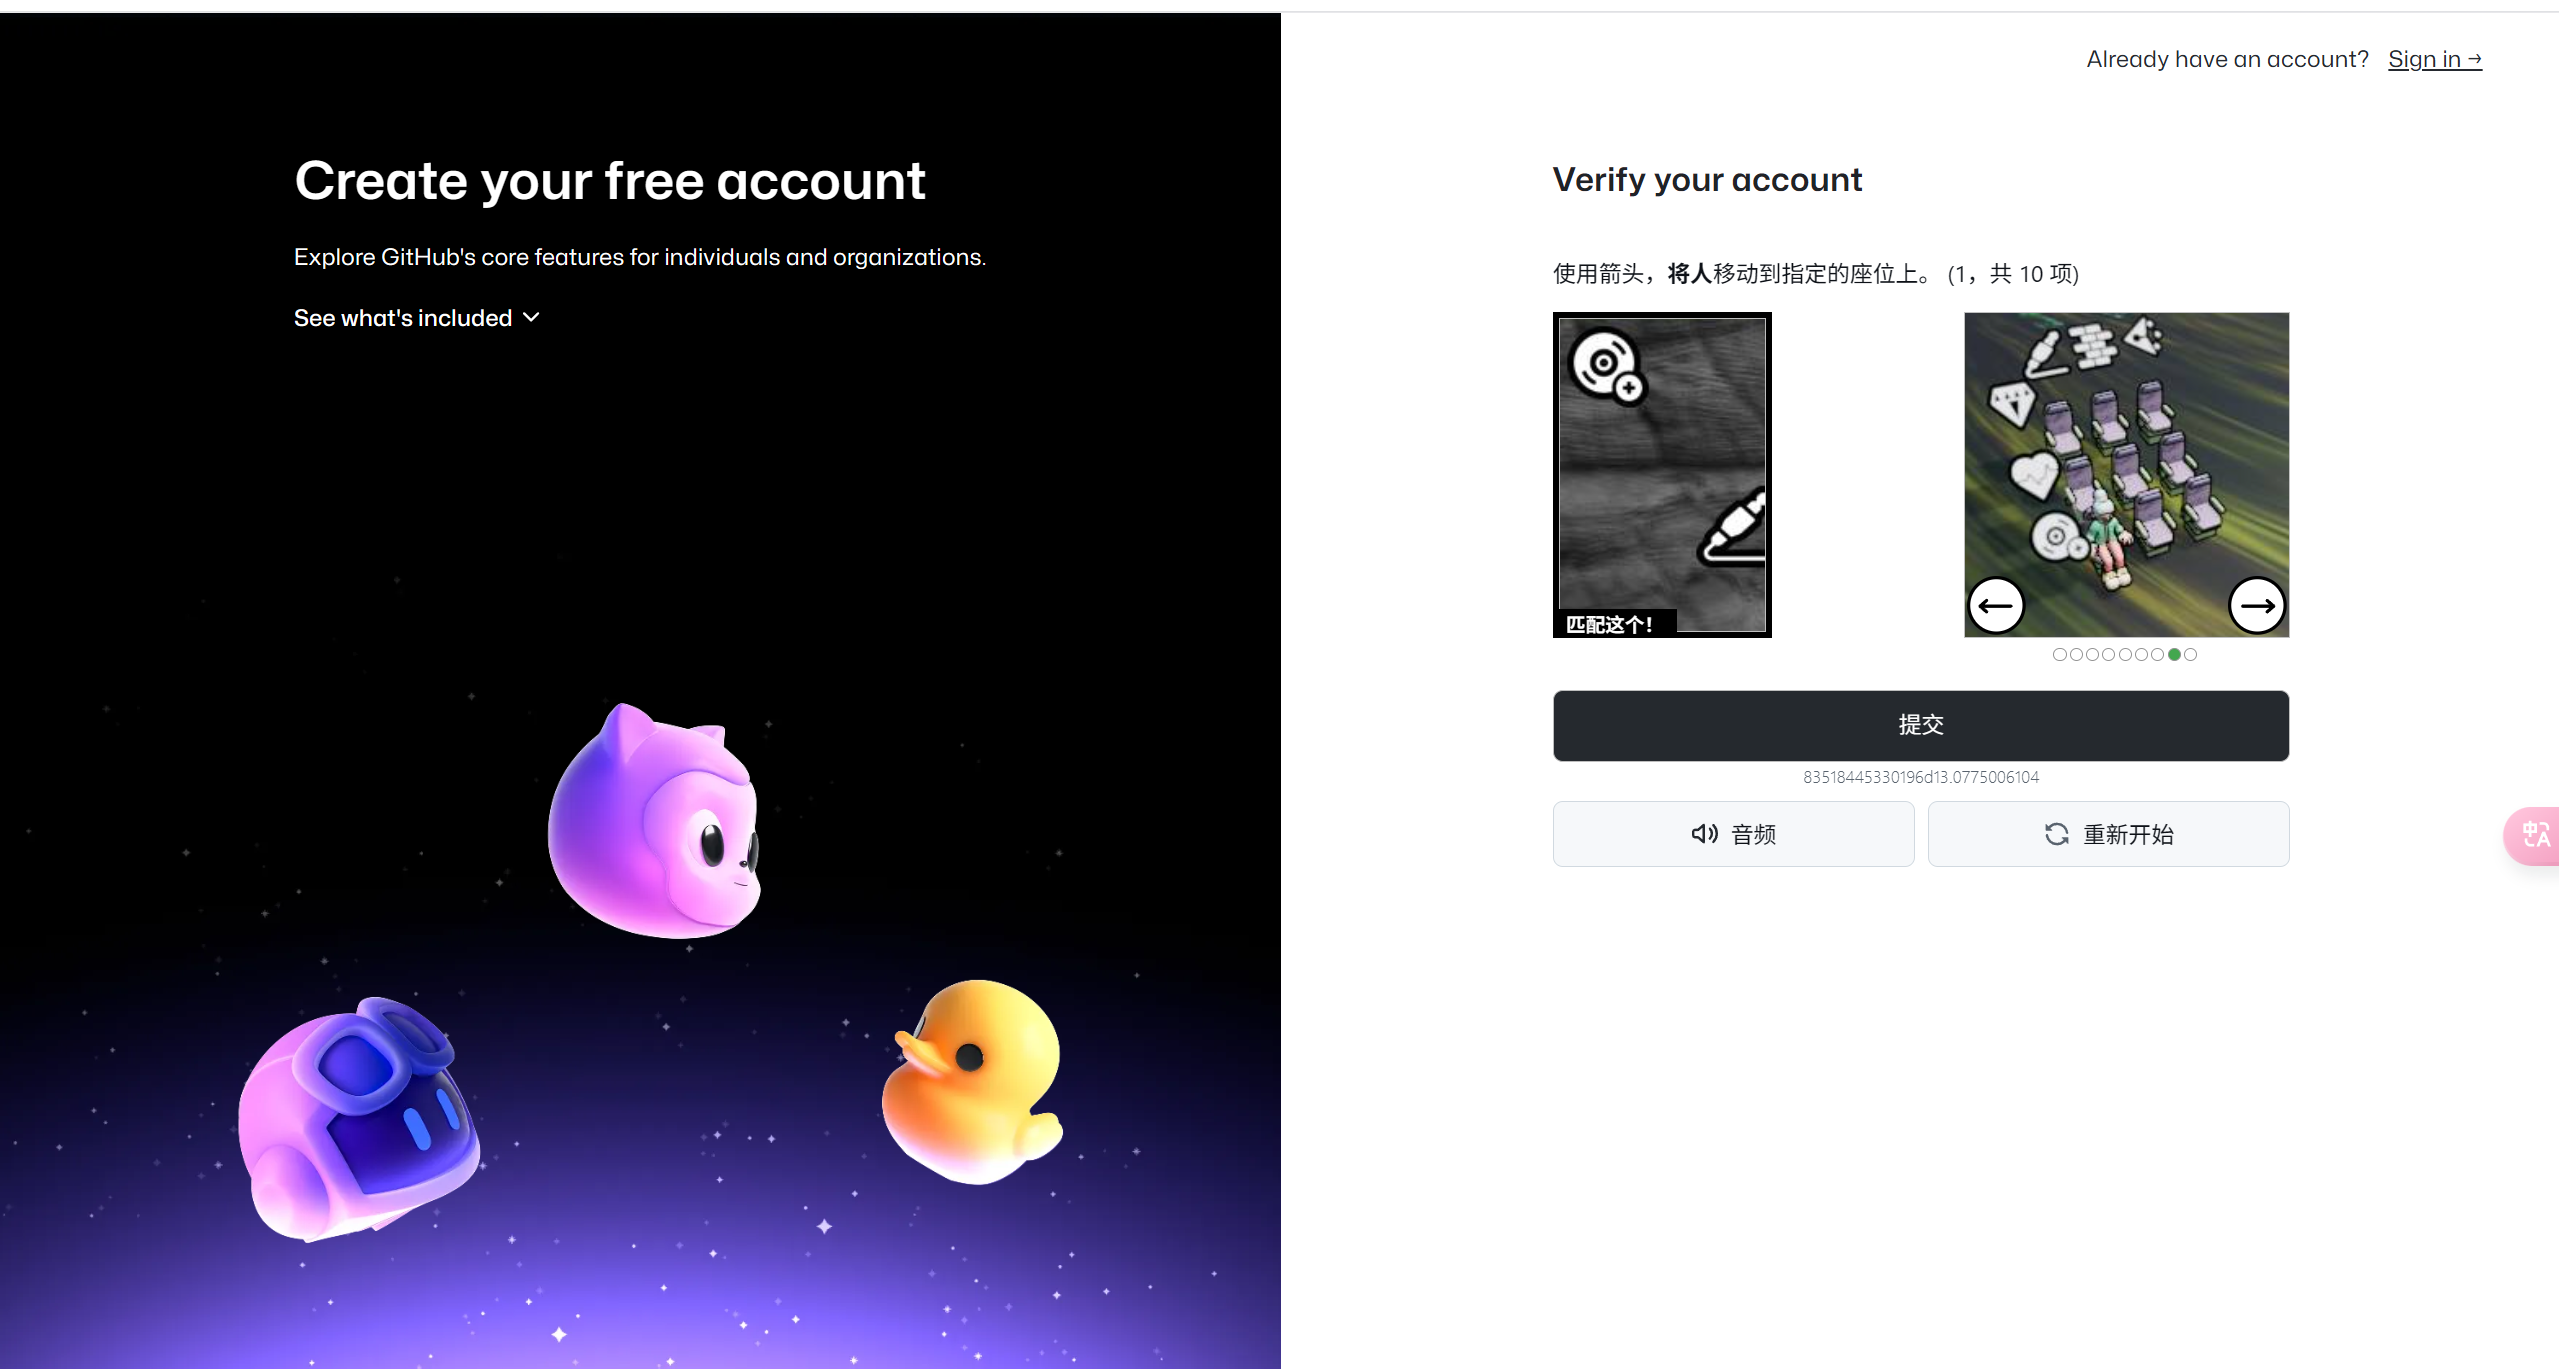 Already have an account? Sign in →
Create your free account
Explore GitHub's core features for individuals and organizations.
See what's included
Verify your account
使用箭头，将人移动到指定的座位上。 (1，共 10 项)
匹配这个！
提交
83518445330196d13.0775006104
音频
重新开始
中A